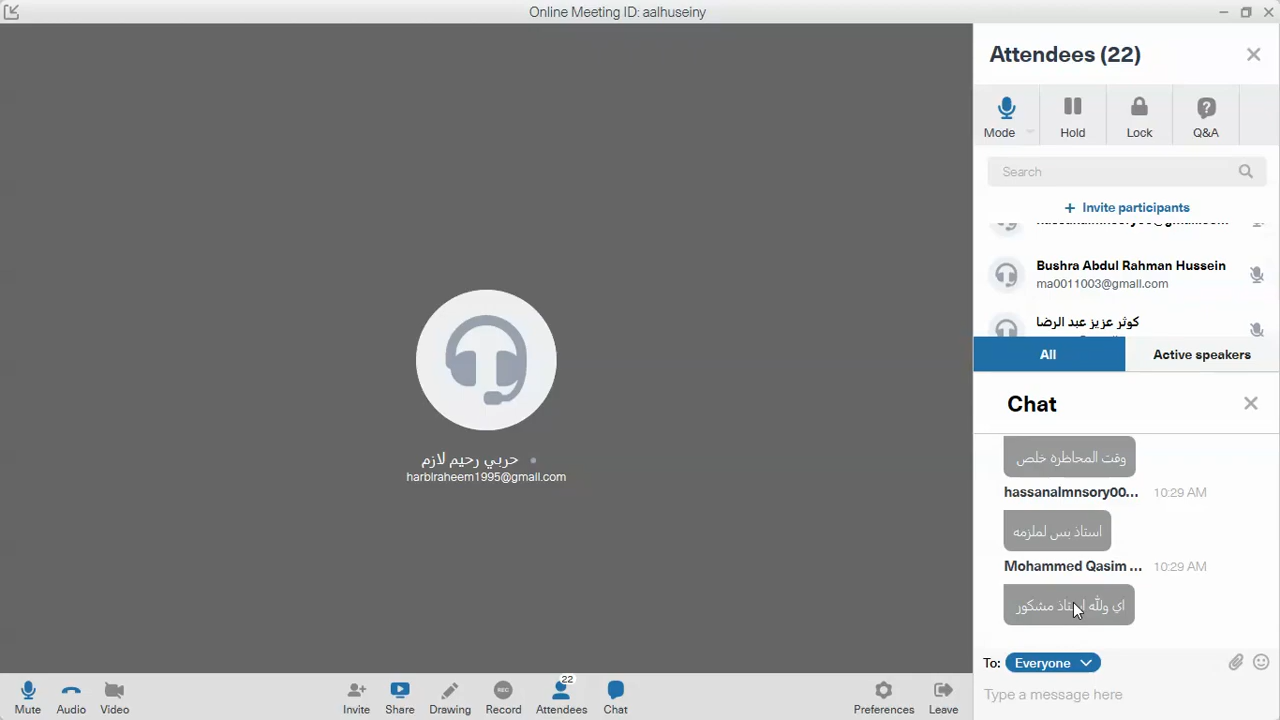 Online Meeting ID: aalhuseiny
Attendees (22)
Mode
Hold
Lock
Q&A
Search
+ Invite participants
Bushra Abdul Rahman Hussein
ma0011003@gmail.com
كوثر عزيز عبد الرضا
All
Active speakers
Chat
وقت المحاطره خلص
hassanalmnsory00... 10:29 AM
استاذ بس لملزمه
Mohammed Qasim ... 10:29 AM
اي ولله استاذ مشكور
To: Everyone
Type a message here
حربي رحيم لازم
harbiraheem1995@gmail.com
Mute
Audio
Video
Invite
Share
Drawing
REC
Record
22
Attendees
Chat
Preferences
Leave